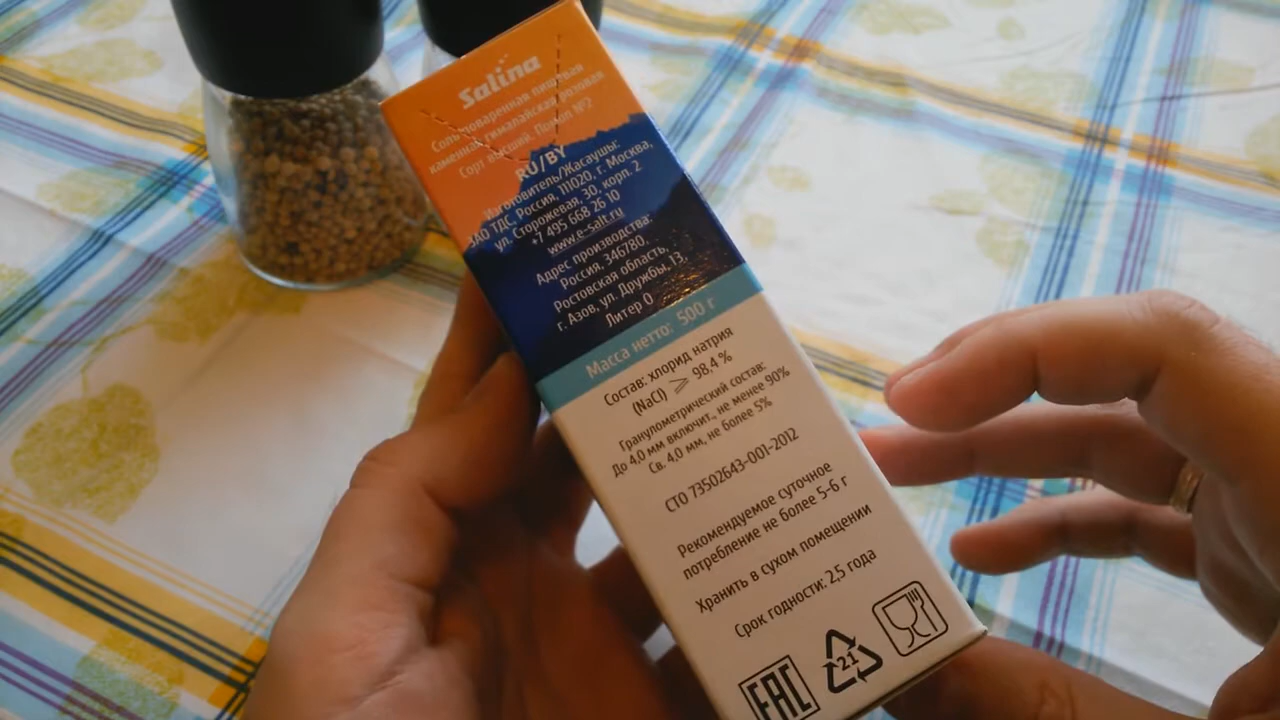 Salina
Соль поваренная пищевая
каменная гималайская розовая
Сорт высший. Помол №2
RU/BY
Изготовитель/Жасаушы:
ЗАО ТДС, Россия, 111020, г. Москва,
ул. Сторожевая, 30, корп. 2
+7 495 668 26 10
www.e-salt.ru
Адрес производства:
Россия, 346780,
Ростовская область,
г. Азов, ул. Дружбы, 13,
Литер О
Масса нетто: 500 г
Состав: хлорид натрия
(NaCl) ⩾ 98,4 %
Гранулометрический состав:
До 4,0 мм включит., не менее 90%
Св. 4,0 мм, не более 5%
СТО 73502643-001-2012
Рекомендуемое суточное
потребление не более 5-6 г
Хранить в сухом помещении
Срок годности: 2,5 года
21
EAC